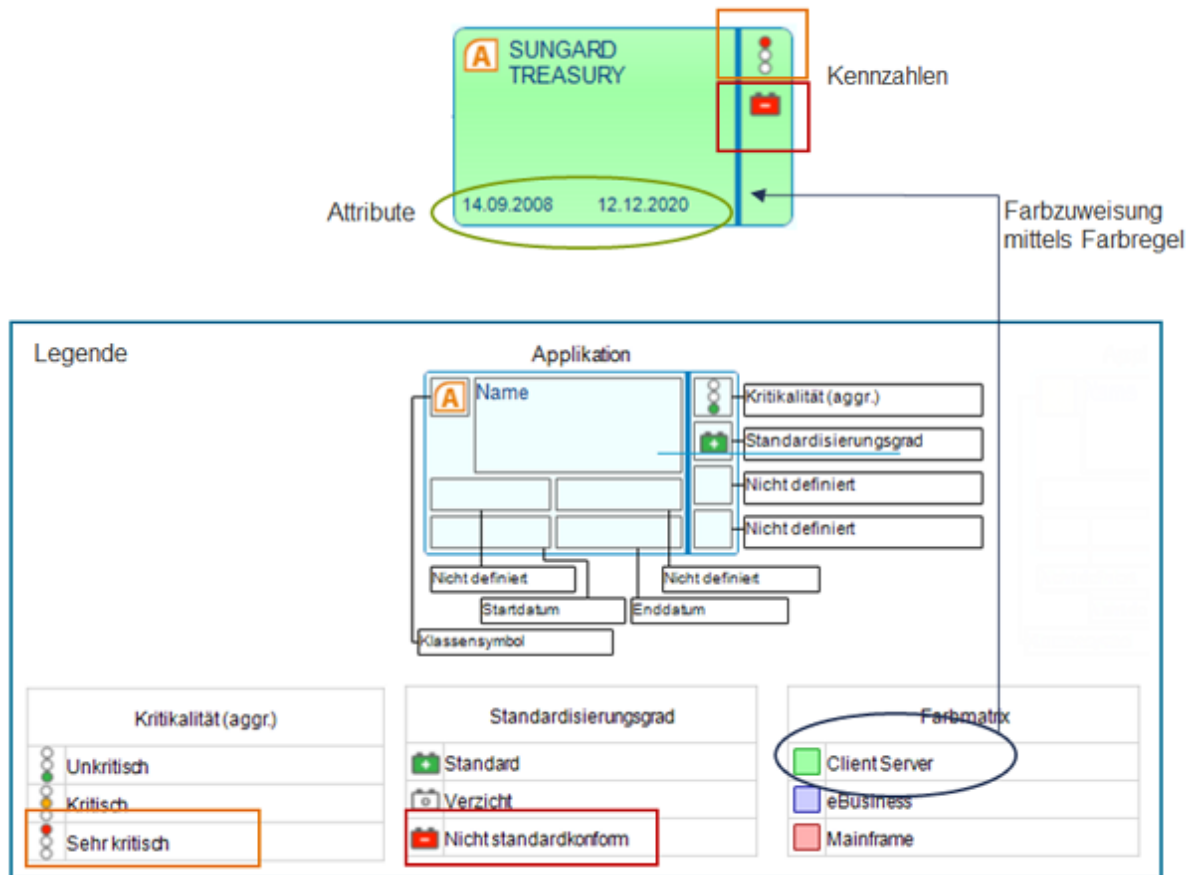 A SUNGARD
TREASURY
Kennzahlen
Attribute
14.09.2008 12.12.2020
Farbzuweisung
mittels Farbregel
Legende
Applikation
A Name
Kritikalität (aggr.)
Standardisierungsgrad
Nicht definiert
Nicht definiert
Nicht definiert
Nicht definiert
Startdatum
Enddatum
Klassensymbol
Kritikalität (aggr.)
Unkritisch
Kritisch
Sehr kritisch
Standardisierungsgrad
Standard
Verzicht
Nicht standardkonform
Farbmatrix
Client Server
eBusiness
Mainframe